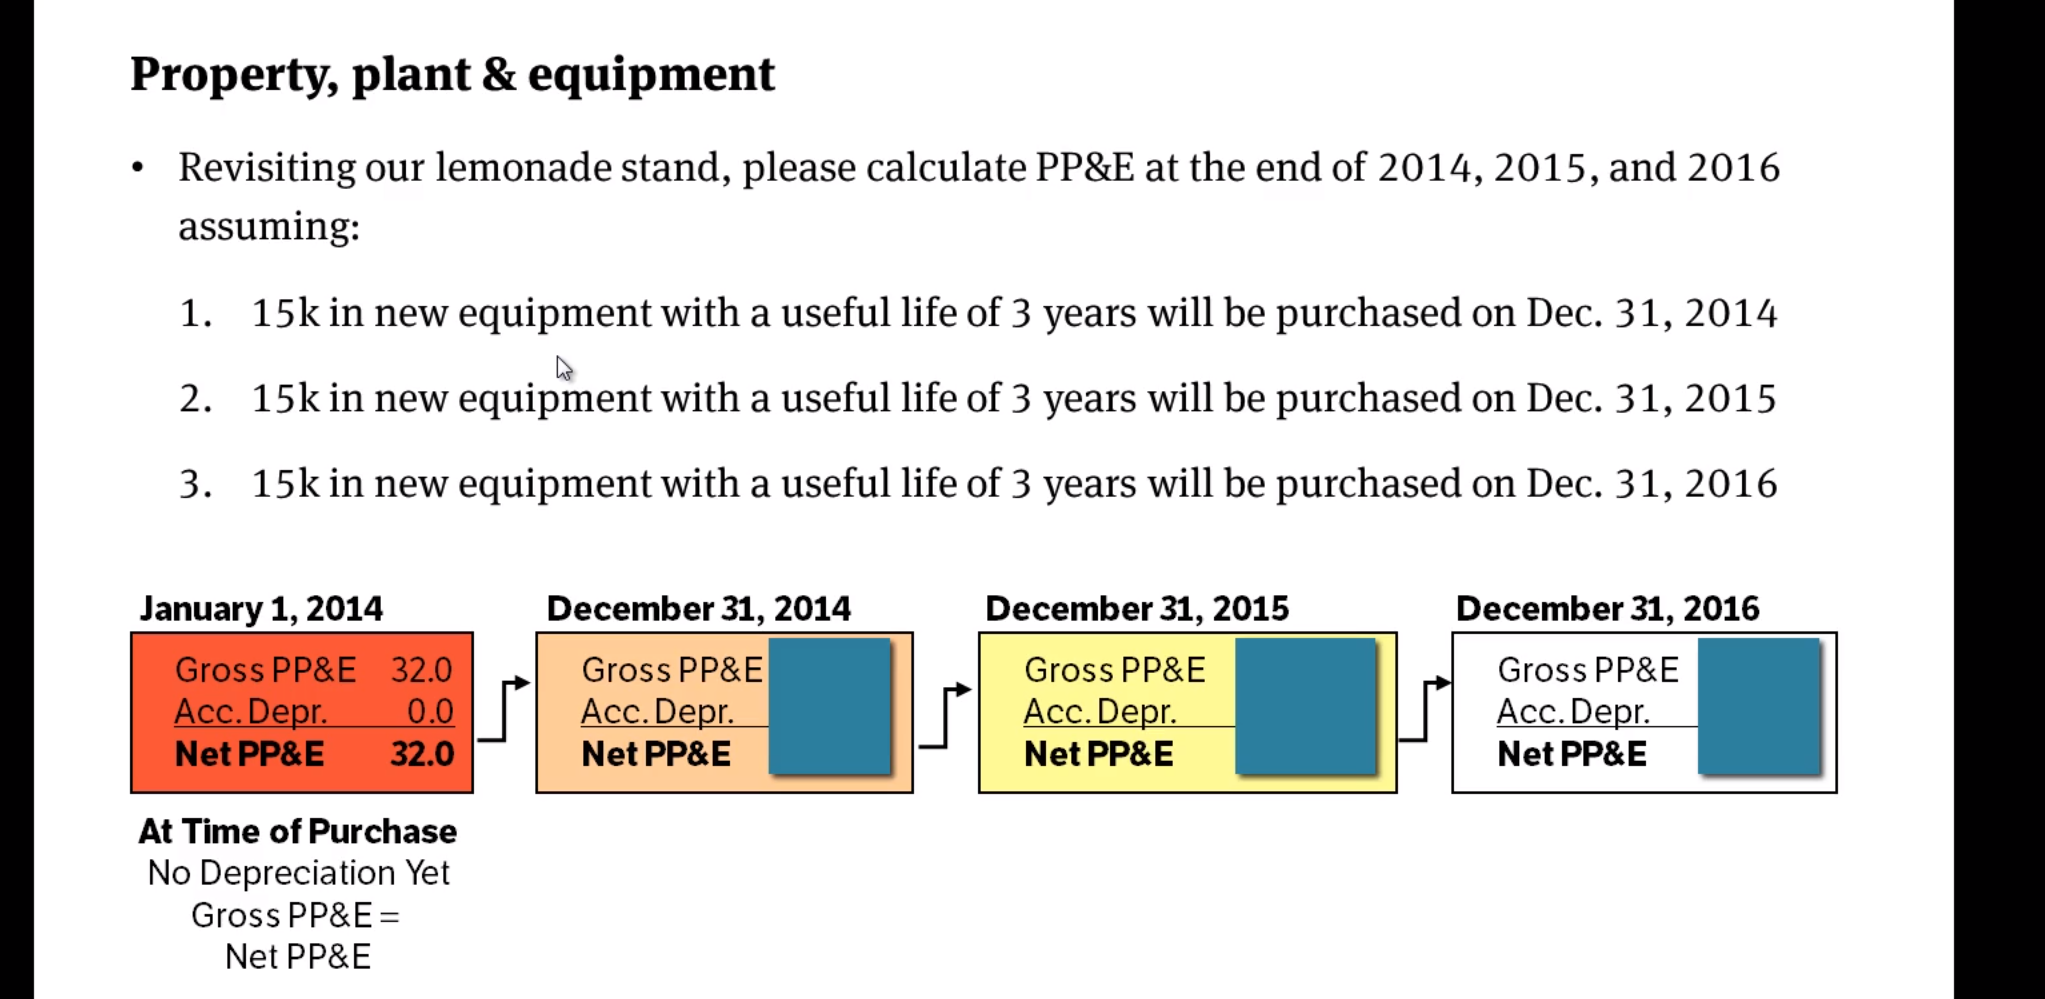 Property, plant & equipment
• Revisiting our lemonade stand, please calculate PP&E at the end of 2014, 2015, and 2016
assuming:
1. 15k in new equipment with a useful life of 3 years will be purchased on Dec. 31, 2014
2. 15k in new equipment with a useful life of 3 years will be purchased on Dec. 31, 2015
3. 15k in new equipment with a useful life of 3 years will be purchased on Dec. 31, 2016
January 1, 2014
Gross PP&E 32.0
Acc. Depr. 0.0
Net PP&E 32.0
At Time of Purchase
No Depreciation Yet
Gross PP&E =
Net PP&E
December 31, 2014
Gross PP&E
Acc. Depr.
Net PP&E
December 31, 2015
Gross PP&E
Acc. Depr.
Net PP&E
December 31, 2016
Gross PP&E
Acc. Depr.
Net PP&E